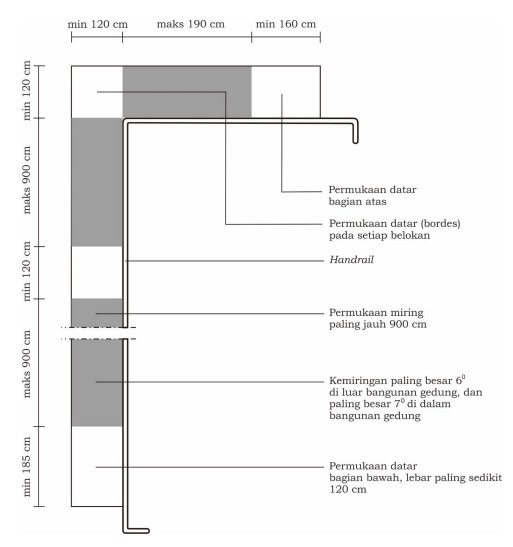 min 120 cm
maks 190 cm
min 160 cm
min 120 cm
maks 900 cm
min 120 cm
maks 900 cm
min 185 cm
Permukaan datar
bagian atas
Permukaan datar (bordes)
pada setiap belokan
Handrail
Permukaan miring
paling jauh 900 cm
Kemiringan paling besar 6⁰
di luar bangunan gedung, dan
paling besar 7⁰ di dalam
bangunan gedung
Permukaan datar
bagian bawah, lebar paling sedikit
120 cm